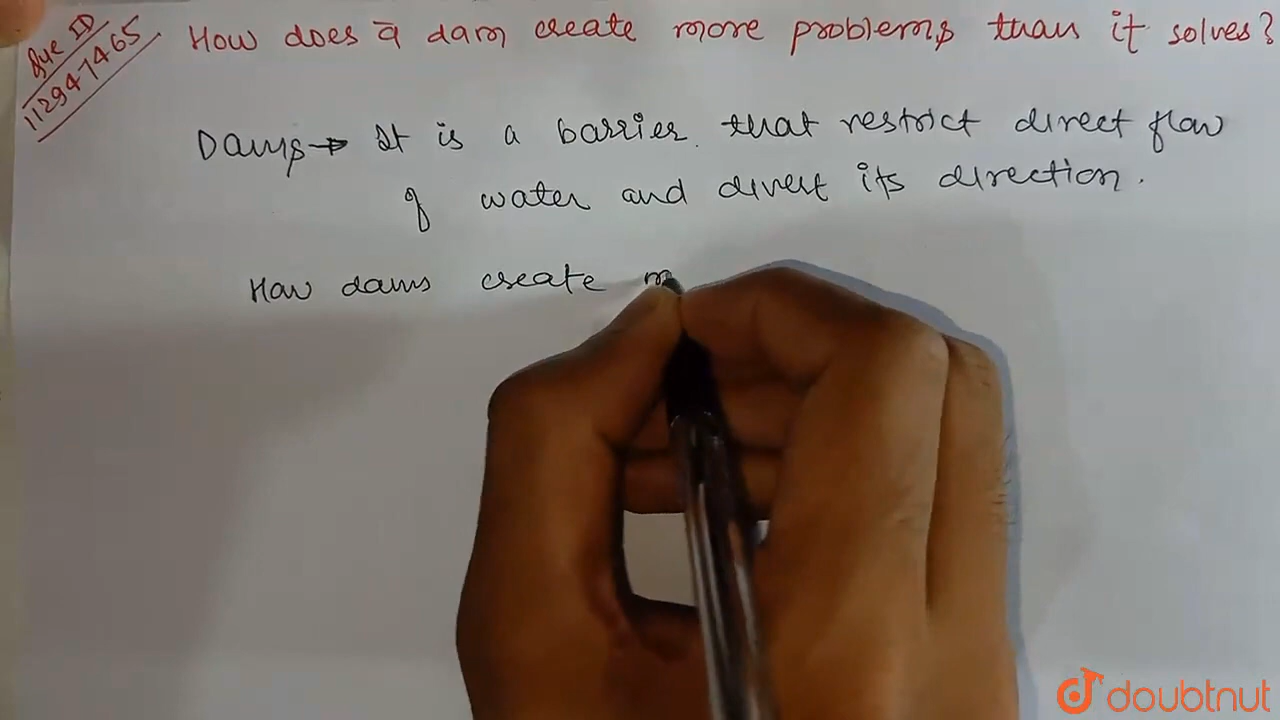 Que ID
112947465
How does a dam create more problems than it solves?
Dams → It is a barrier that restrict direct flow
of water and divert its direction.
How dams create m
doubtnut